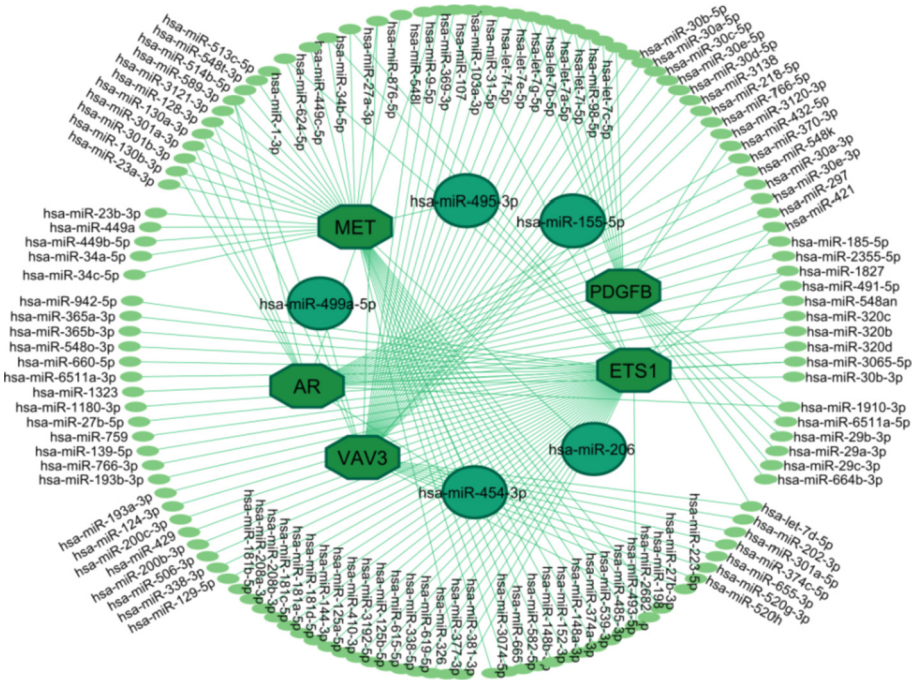 hsa-miR-513c-5p
hsa-miR-548t-3p
hsa-miR-514b-5p
hsa-miR-589-3p
hsa-miR-3121-3p
hsa-miR-128-3p
hsa-miR-130a-3p
hsa-miR-301a-3p
hsa-miR-301b-3p
hsa-miR-130b-3p
hsa-miR-23a-3p
hsa-miR-1-3p
hsa-miR-624-5p
hsa-miR-449c-5p
hsa-miR-34b-5p
hsa-miR-27a-3p
hsa-miR-876-5p
hsa-miR-548l
hsa-miR-9-5p
hsa-miR-369-3p
hsa-miR-107
hsa-miR-103a-3p
hsa-miR-31-5p
hsa-let-7f-5p
hsa-let-7e-5p
hsa-let-7g-5p
hsa-let-7b-5p
hsa-let-7a-5p
hsa-let-7i-5p
hsa-miR-98-5p
hsa-let-7c-5p
hsa-miR-30b-5p
hsa-miR-30a-5p
hsa-miR-30c-5p
hsa-miR-30e-5p
hsa-miR-30d-5p
hsa-miR-3138
hsa-miR-218-5p
hsa-miR-766-5p
hsa-miR-3120-3p
hsa-miR-432-5p
hsa-miR-370-3p
hsa-miR-548k
hsa-miR-30a-3p
hsa-miR-30e-3p
hsa-miR-297
hsa-miR-421
hsa-miR-23b-3p
hsa-miR-449a
hsa-miR-449b-5p
hsa-miR-34a-5p
hsa-miR-34c-5p
hsa-miR-942-5p
hsa-miR-365a-3p
hsa-miR-365b-3p
hsa-miR-548o-3p
hsa-miR-660-5p
hsa-miR-6511a-3p
hsa-miR-1323
hsa-miR-1180-3p
hsa-miR-27b-5p
hsa-miR-759
hsa-miR-139-5p
hsa-miR-766-3p
hsa-miR-193b-3p
hsa-miR-495-3p
hsa-miR-155-5p
MET
PDGFB
hsa-miR-499a-5p
ETS1
AR
VAV3
hsa-miR-206
hsa-miR-454-3p
hsa-miR-185-5p
hsa-miR-2355-5p
hsa-miR-1827
hsa-miR-491-5p
hsa-miR-548an
hsa-miR-320c
hsa-miR-320b
hsa-miR-320d
hsa-miR-3065-5p
hsa-miR-30b-3p
hsa-miR-1910-3p
hsa-miR-6511a-5p
hsa-miR-29b-3p
hsa-miR-29a-3p
hsa-miR-29c-3p
hsa-miR-664b-3p
hsa-miR-193a-3p
hsa-miR-124-3p
hsa-miR-200c-3p
hsa-miR-429
hsa-miR-200b-3p
hsa-miR-506-3p
hsa-miR-338-3p
hsa-miR-129-5p
hsa-miR-181b-5p
hsa-miR-208a-3p
hsa-miR-208b-3p
hsa-miR-181c-5p
hsa-miR-181a-5p
hsa-miR-181d-5p
hsa-miR-144-3p
hsa-miR-125a-5p
hsa-miR-410-3p
hsa-miR-3192-5p
hsa-miR-125b-5p
hsa-miR-615-5p
hsa-miR-338-5p
hsa-miR-619-5p
hsa-miR-326
hsa-miR-377-3p
hsa-miR-381-3p
hsa-miR-3074-5p
hsa-miR-665
hsa-miR-582-5p
hsa-miR-148b-3p
hsa-miR-152-3p
hsa-miR-148a-3p
hsa-miR-374a-3p
hsa-miR-539-3p
hsa-miR-485-3p
hsa-miR-493-5p
hsa-miR-27b-3p
hsa-miR-223-5p
hsa-let-7d-5p
hsa-miR-202-3p
hsa-miR-301a-5p
hsa-miR-374c-5p
hsa-miR-655-3p
hsa-miR-520g-3p
hsa-miR-520h